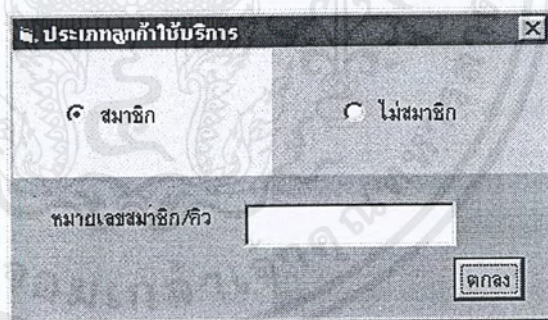 ประเภทลูกค้าใช้บริการ
สมาชิก ไม่สมาชิก
หมายเลขสมาชิก/คิว
ตกลง